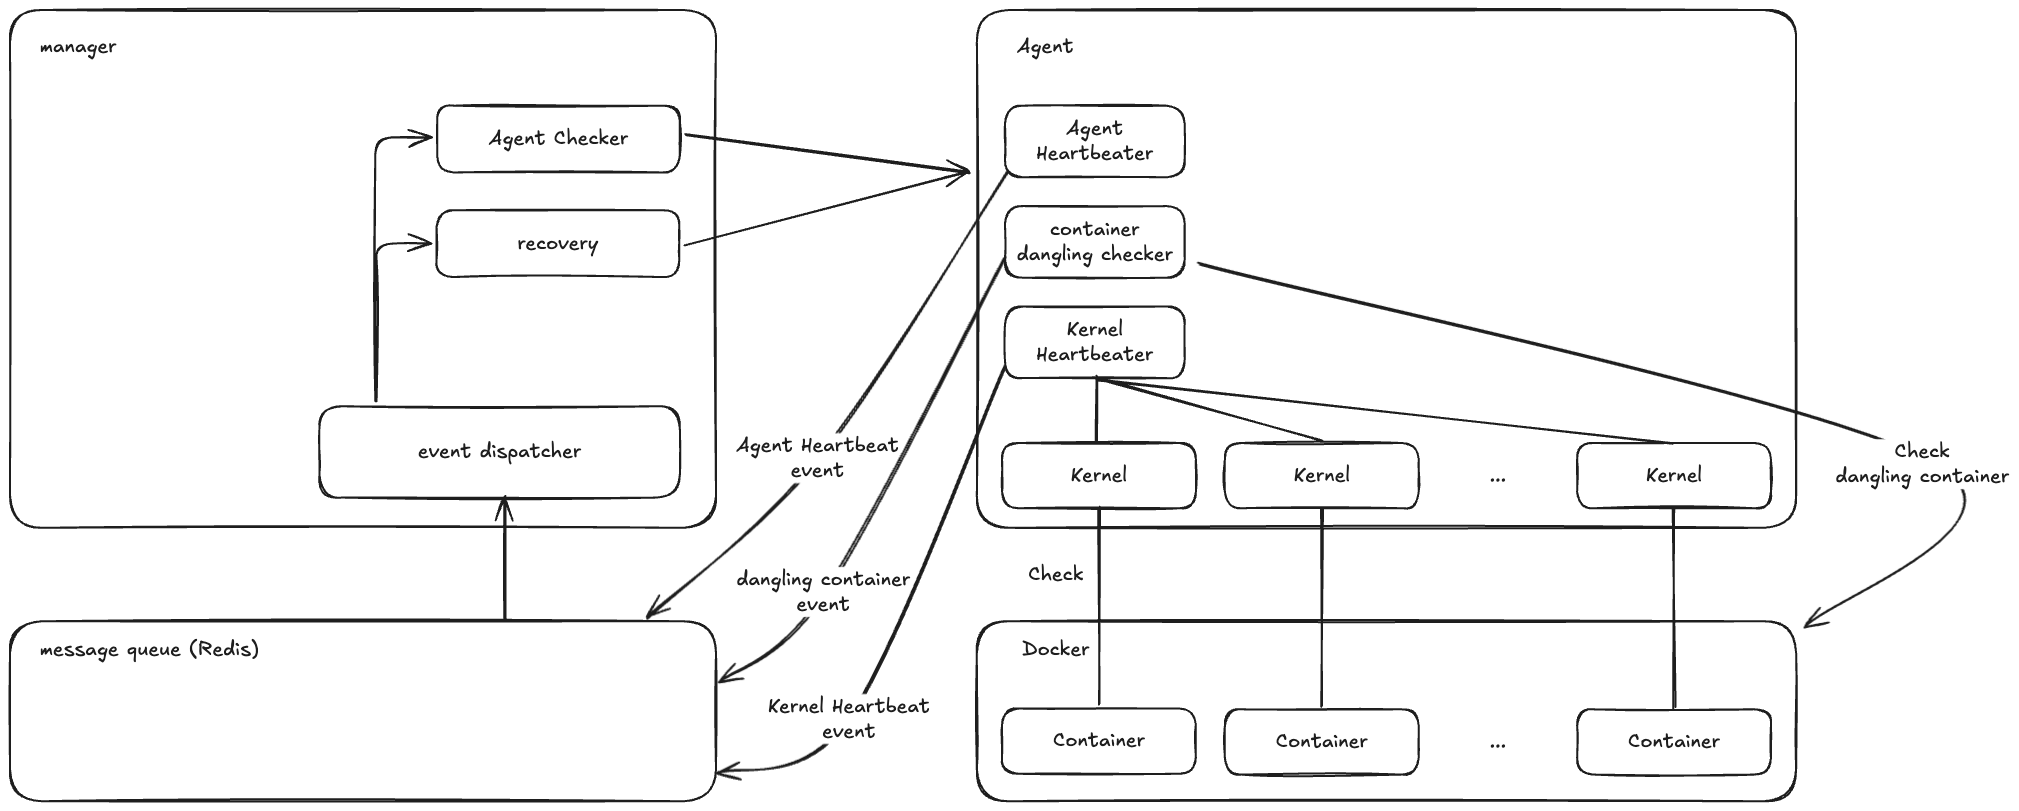 manager
Agent Checker
recovery
event dispatcher
message queue (Redis)
Agent Heartbeat
event
dangling container
event
Kernel Heartbeat
event
Agent
Agent
Heartbeater
container
dangling checker
Kernel
Heartbeater
Kernel
Kernel
...
Kernel
Check
dangling container
Check
Docker
Container
Container
...
Container